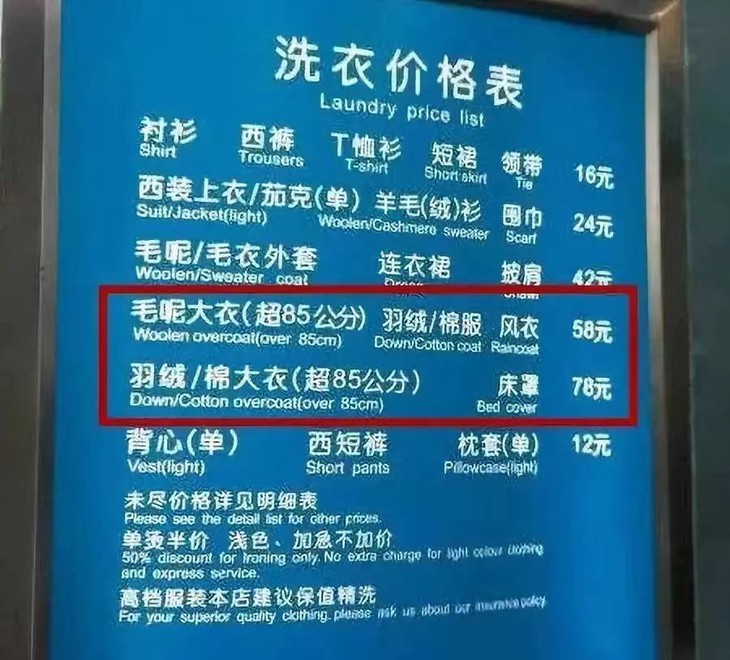 洗衣价格表
Laundry price list
衬衫 西裤 T恤衫 短裙 领带 16元
Shirt Trousers T-shirt Short skirt Tie
西装上衣/茄克(单) 羊毛(绒)衫 围巾 24元
Suit/Jacket(light) Woolen/Cashmere sweater Scarf
毛呢/毛衣外套 连衣裙 披肩 42元
Woolen/Sweater coat
毛呢大衣(超85公分) 羽绒/棉服 风衣 58元
Woolen overcoat(over 85cm) Down/Cotton coat Raincoat
羽绒/棉大衣(超85公分) 床罩 78元
Down/Cotton overcoat(over 85cm) Bed cover
背心(单) 西短裤 枕套(单) 12元
Vest(light) Short pants Pillowcase(light)
未尽价格详见明细表
Please see the detail list for other prices.
单烫半价 浅色、加急不加价
50% discount for Ironing only. No extra charge for light colour clothing
and express service.
高档服装本店建议保值精洗
For your superior quality clothing. please ask us about our insurance policy